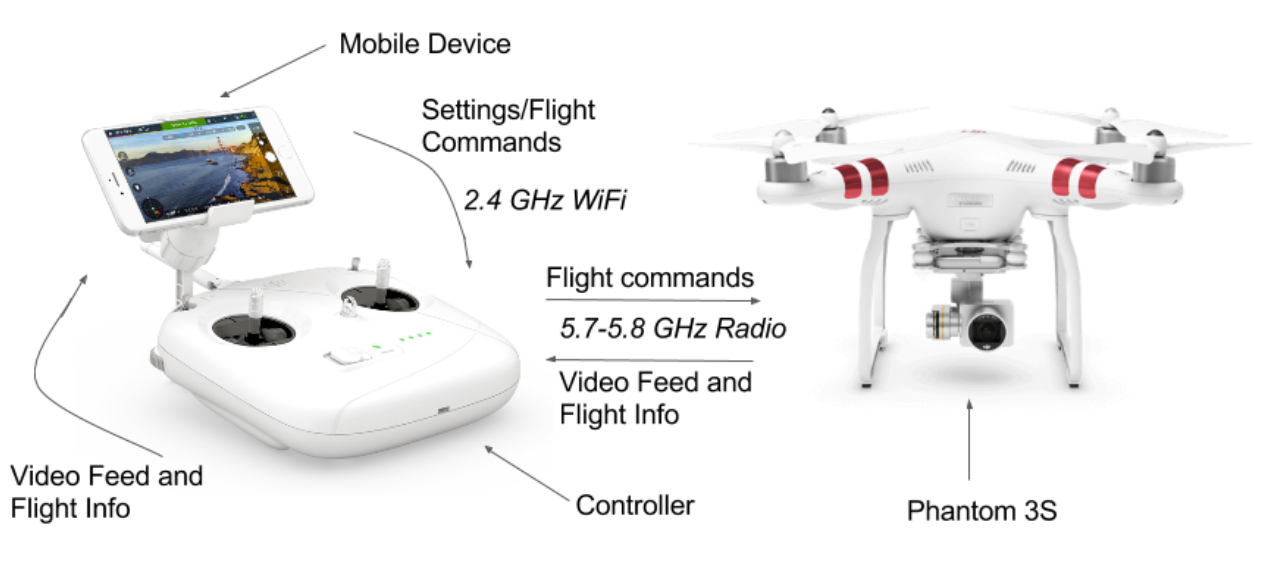 Mobile Device
Settings/Flight
Commands
2.4 GHz WiFi
Flight commands
5.7-5.8 GHz Radio
Video Feed and
Flight Info
Video Feed and
Flight Info
Controller
Phantom 3S